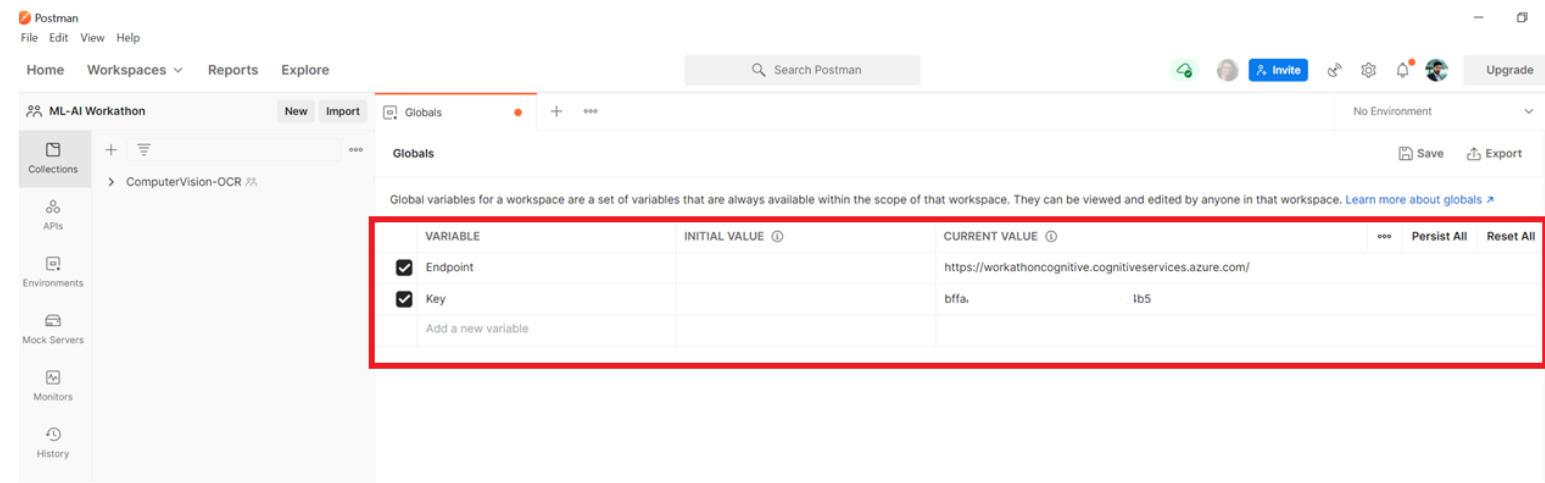 Postman
File Edit View Help
Home Workspaces Reports Explore Search Postman Invite Upgrade
ML-AI Workathon New Import Globals No Environment
Collections
ComputerVision-OCR
APIs
Environments
Mock Servers
Monitors
History
Globals Save Export
Global variables for a workspace are a set of variables that are always available within the scope of that workspace. They can be viewed and edited by anyone in that workspace. Learn more about globals
VARIABLE INITIAL VALUE CURRENT VALUE Persist All Reset All
Endpoint https://workathoncognitive.cognitiveservices.azure.com/
Key
Add a new variable